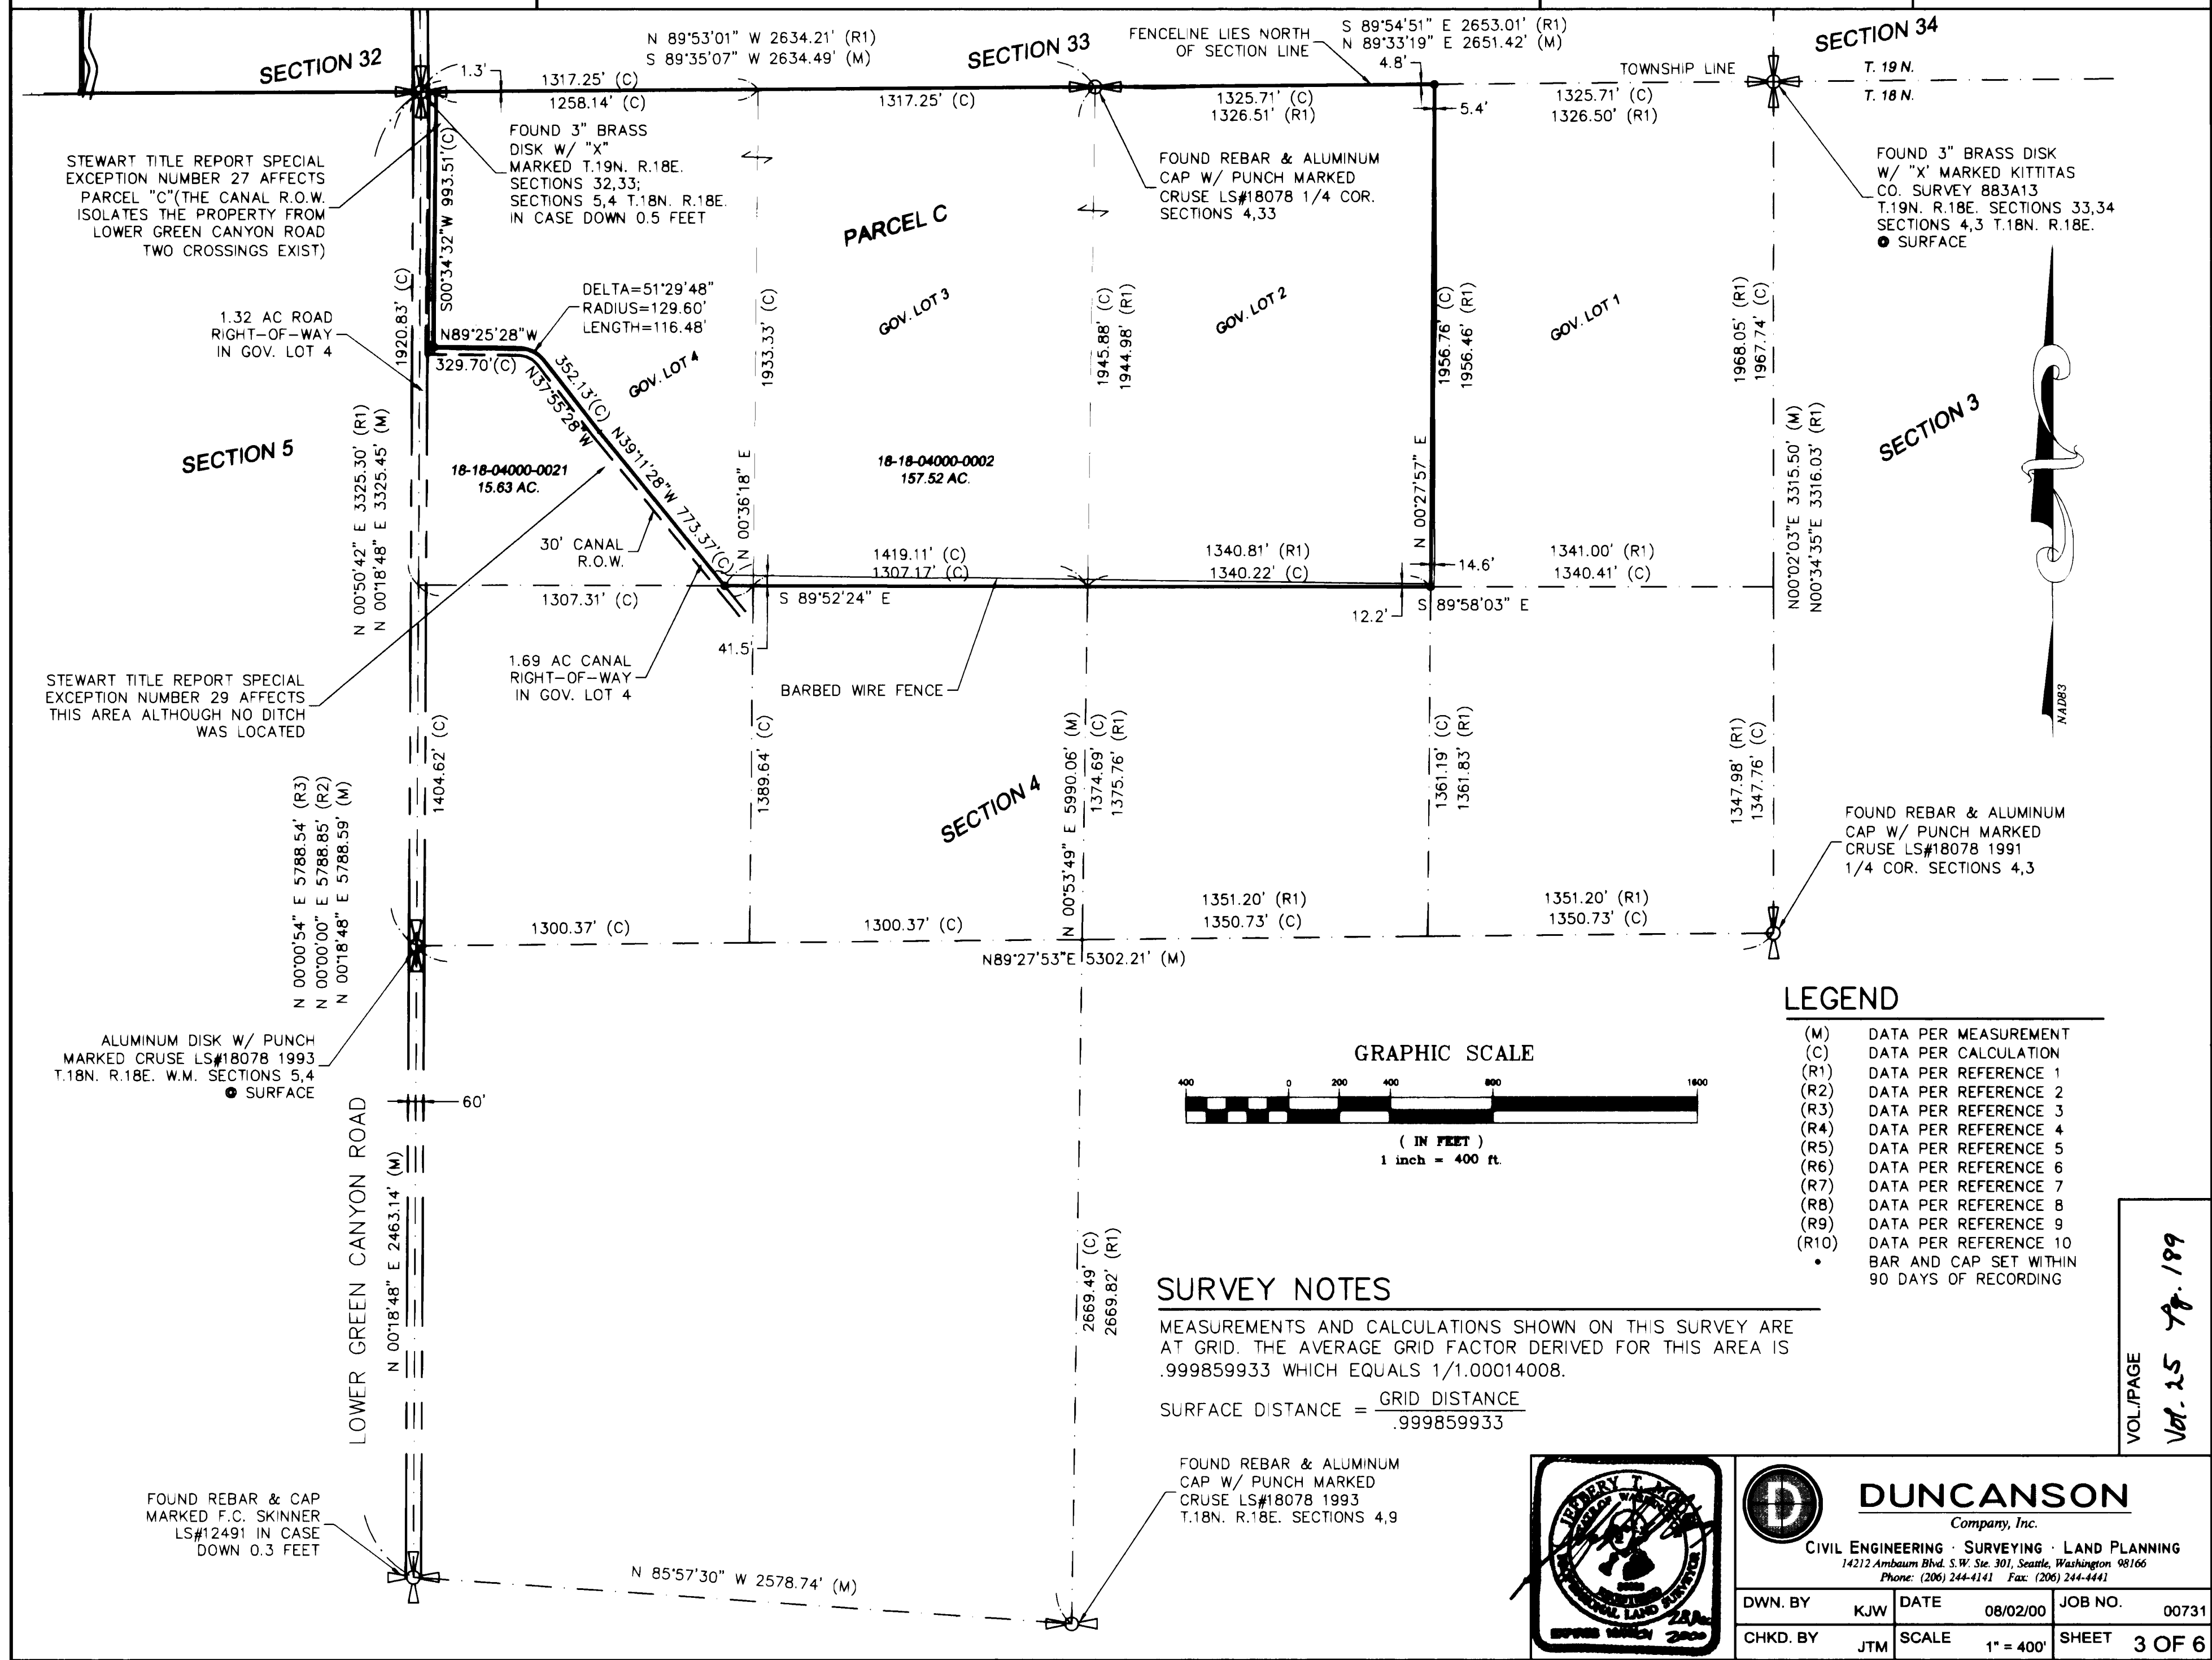 SECTION 32
N 89°53'01" W 2634.21' (R1)
S 89°35'07" W 2634.49' (M)
SECTION 33
FENCELINE LIES NORTH
OF SECTION LINE
S 89°54'51" E 2653.01' (R1)
N 89°33'19" E 2651.42' (M)
4.8'
SECTION 34
TOWNSHIP LINE
T. 19 N.
T. 18 N.
1.3'
1317.25' (C)
1258.14' (C)
1317.25' (C)
1325.71' (C)
1326.51' (R1)
5.4'
1325.71' (C)
1326.50' (R1)
STEWART TITLE REPORT SPECIAL
EXCEPTION NUMBER 27 AFFECTS
PARCEL "C"(THE CANAL R.O.W.
ISOLATES THE PROPERTY FROM
LOWER GREEN CANYON ROAD
TWO CROSSINGS EXIST)
S00°34'32"W 993.51'(C)
FOUND 3" BRASS
DISK W/ "X"
MARKED T.19N. R.18E.
SECTIONS 32,33;
SECTIONS 5,4 T.18N. R.18E.
IN CASE DOWN 0.5 FEET
FOUND REBAR & ALUMINUM
CAP W/ PUNCH MARKED
CRUSE LS#18078 1/4 COR.
SECTIONS 4,33
FOUND 3" BRASS DISK
W/ "X' MARKED KITTITAS
CO. SURVEY 883A13
T.19N. R.18E. SECTIONS 33,34
SECTIONS 4,3 T.18N. R.18E.
@ SURFACE
PARCEL C
1.32 AC ROAD
RIGHT-OF-WAY
IN GOV. LOT 4
1920.83' (C)
DELTA=51°29'48"
RADIUS=129.60'
LENGTH=116.48'
N89°25'28"W
329.70'(C)
352.13'(C)
N37°55'28"W
GOV. LOT 4
1933.33' (C)
GOV. LOT 3
1945.88' (C)
1944.98' (R1)
GOV. LOT 2
1956.76' (C)
1956.46' (R1)
GOV. LOT 1
1968.05' (R1)
1967.74' (C)
SECTION 5
N 00°50'42" E 3325.30' (R1)
N 00°18'48" E 3325.45' (M)
18-18-04000-0021
15.63 AC.
N39°11'28"W 773.37'(C)
N 00°36'18" E
18-18-04000-0002
157.52 AC.
N 00°27'57" E
N00°02'03"E 3315.50' (M)
N00°34'35"E 3316.03' (R1)
SECTION 3
NAD83
30' CANAL
R.O.W.
1419.11' (C)
1307.17' (C)
1340.81' (R1)
1340.22' (C)
14.6'
1341.00' (R1)
1340.41' (C)
1307.31' (C)
S 89°52'24" E
12.2'
S 89°58'03" E
41.5'
1.69 AC CANAL
RIGHT-OF-WAY
IN GOV. LOT 4
BARBED WIRE FENCE
STEWART TITLE REPORT SPECIAL
EXCEPTION NUMBER 29 AFFECTS
THIS AREA ALTHOUGH NO DITCH
WAS LOCATED
1404.62' (C)
1389.64' (C)
SECTION 4
N 00°53'49" E 5990.06' (M)
1374.69' (C)
1375.76' (R1)
1361.19' (C)
1361.83' (R1)
1347.98' (R1)
1347.76' (C)
N 00°00'54" E 5788.54' (R3)
N 00°00'00" E 5788.85' (R2)
N 00°18'48" E 5788.59' (M)
FOUND REBAR & ALUMINUM
CAP W/ PUNCH MARKED
CRUSE LS#18078 1991
1/4 COR. SECTIONS 4,3
1300.37' (C)
1300.37' (C)
1351.20' (R1)
1350.73' (C)
1351.20' (R1)
1350.73' (C)
N89°27'53"E 5302.21' (M)
ALUMINUM DISK W/ PUNCH
MARKED CRUSE LS#18078 1993
T.18N. R.18E. W.M. SECTIONS 5,4
@ SURFACE
60'
LOWER GREEN CANYON ROAD
N 00°18'48" E 2463.14' (M)
GRAPHIC SCALE
400 0 200 400 800 1600
( IN FEET )
1 inch = 400 ft.
LEGEND
(M) DATA PER MEASUREMENT
(C) DATA PER CALCULATION
(R1) DATA PER REFERENCE 1
(R2) DATA PER REFERENCE 2
(R3) DATA PER REFERENCE 3
(R4) DATA PER REFERENCE 4
(R5) DATA PER REFERENCE 5
(R6) DATA PER REFERENCE 6
(R7) DATA PER REFERENCE 7
(R8) DATA PER REFERENCE 8
(R9) DATA PER REFERENCE 9
(R10) DATA PER REFERENCE 10
• BAR AND CAP SET WITHIN
90 DAYS OF RECORDING
2669.49' (C)
2669.82' (R1)
SURVEY NOTES
MEASUREMENTS AND CALCULATIONS SHOWN ON THIS SURVEY ARE
AT GRID. THE AVERAGE GRID FACTOR DERIVED FOR THIS AREA IS
.999859933 WHICH EQUALS 1/1.00014008.
SURFACE DISTANCE = GRID DISTANCE
.999859933
VOL./PAGE
Vol. 25 Pg. 189
FOUND REBAR & CAP
MARKED F.C. SKINNER
LS#12491 IN CASE
DOWN 0.3 FEET
N 85°57'30" W 2578.74' (M)
FOUND REBAR & ALUMINUM
CAP W/ PUNCH MARKED
CRUSE LS#18078 1993
T.18N. R.18E. SECTIONS 4,9
JEFFERY T.
REGISTERED
PROFESSIONAL LAND SURVEYOR
EXPIRES
2000
D
DUNCANSON
Company, Inc.
CIVIL ENGINEERING · SURVEYING · LAND PLANNING
14212 Ambaum Blvd. S.W. Ste. 301, Seattle, Washington 98166
Phone: (206) 244-4141 Fax: (206) 244-4441
DWN. BY KJW DATE 08/02/00 JOB NO. 00731
CHKD. BY JTM SCALE 1" = 400' SHEET 3 OF 6